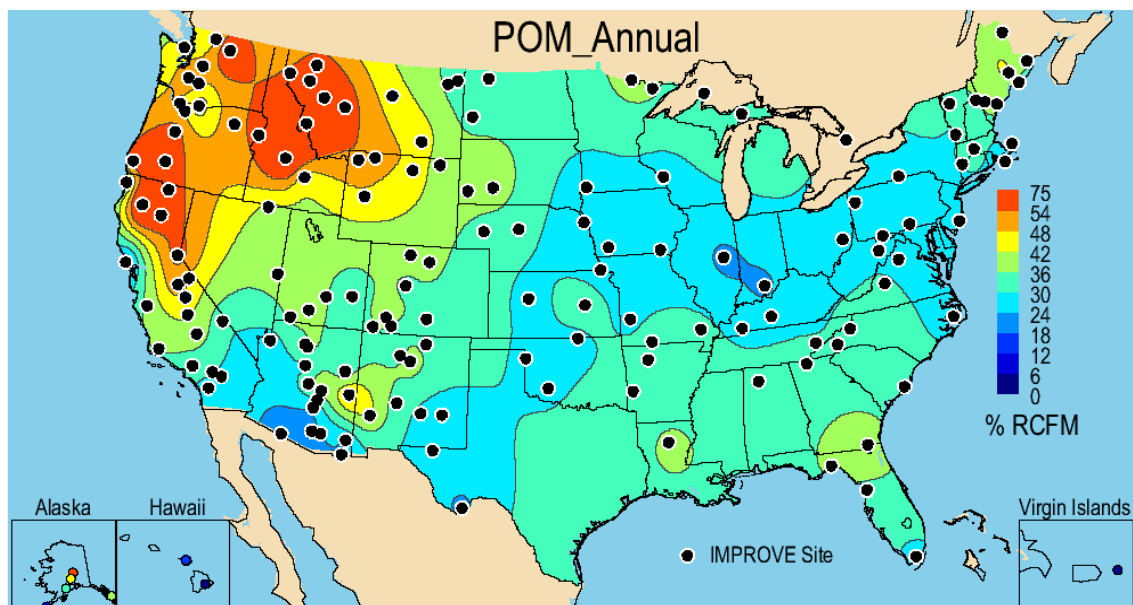 POM_Annual
75
54
48
42
36
30
24
18
12
6
0
% RCFM
Alaska
Hawaii
Virgin Islands
IMPROVE Site